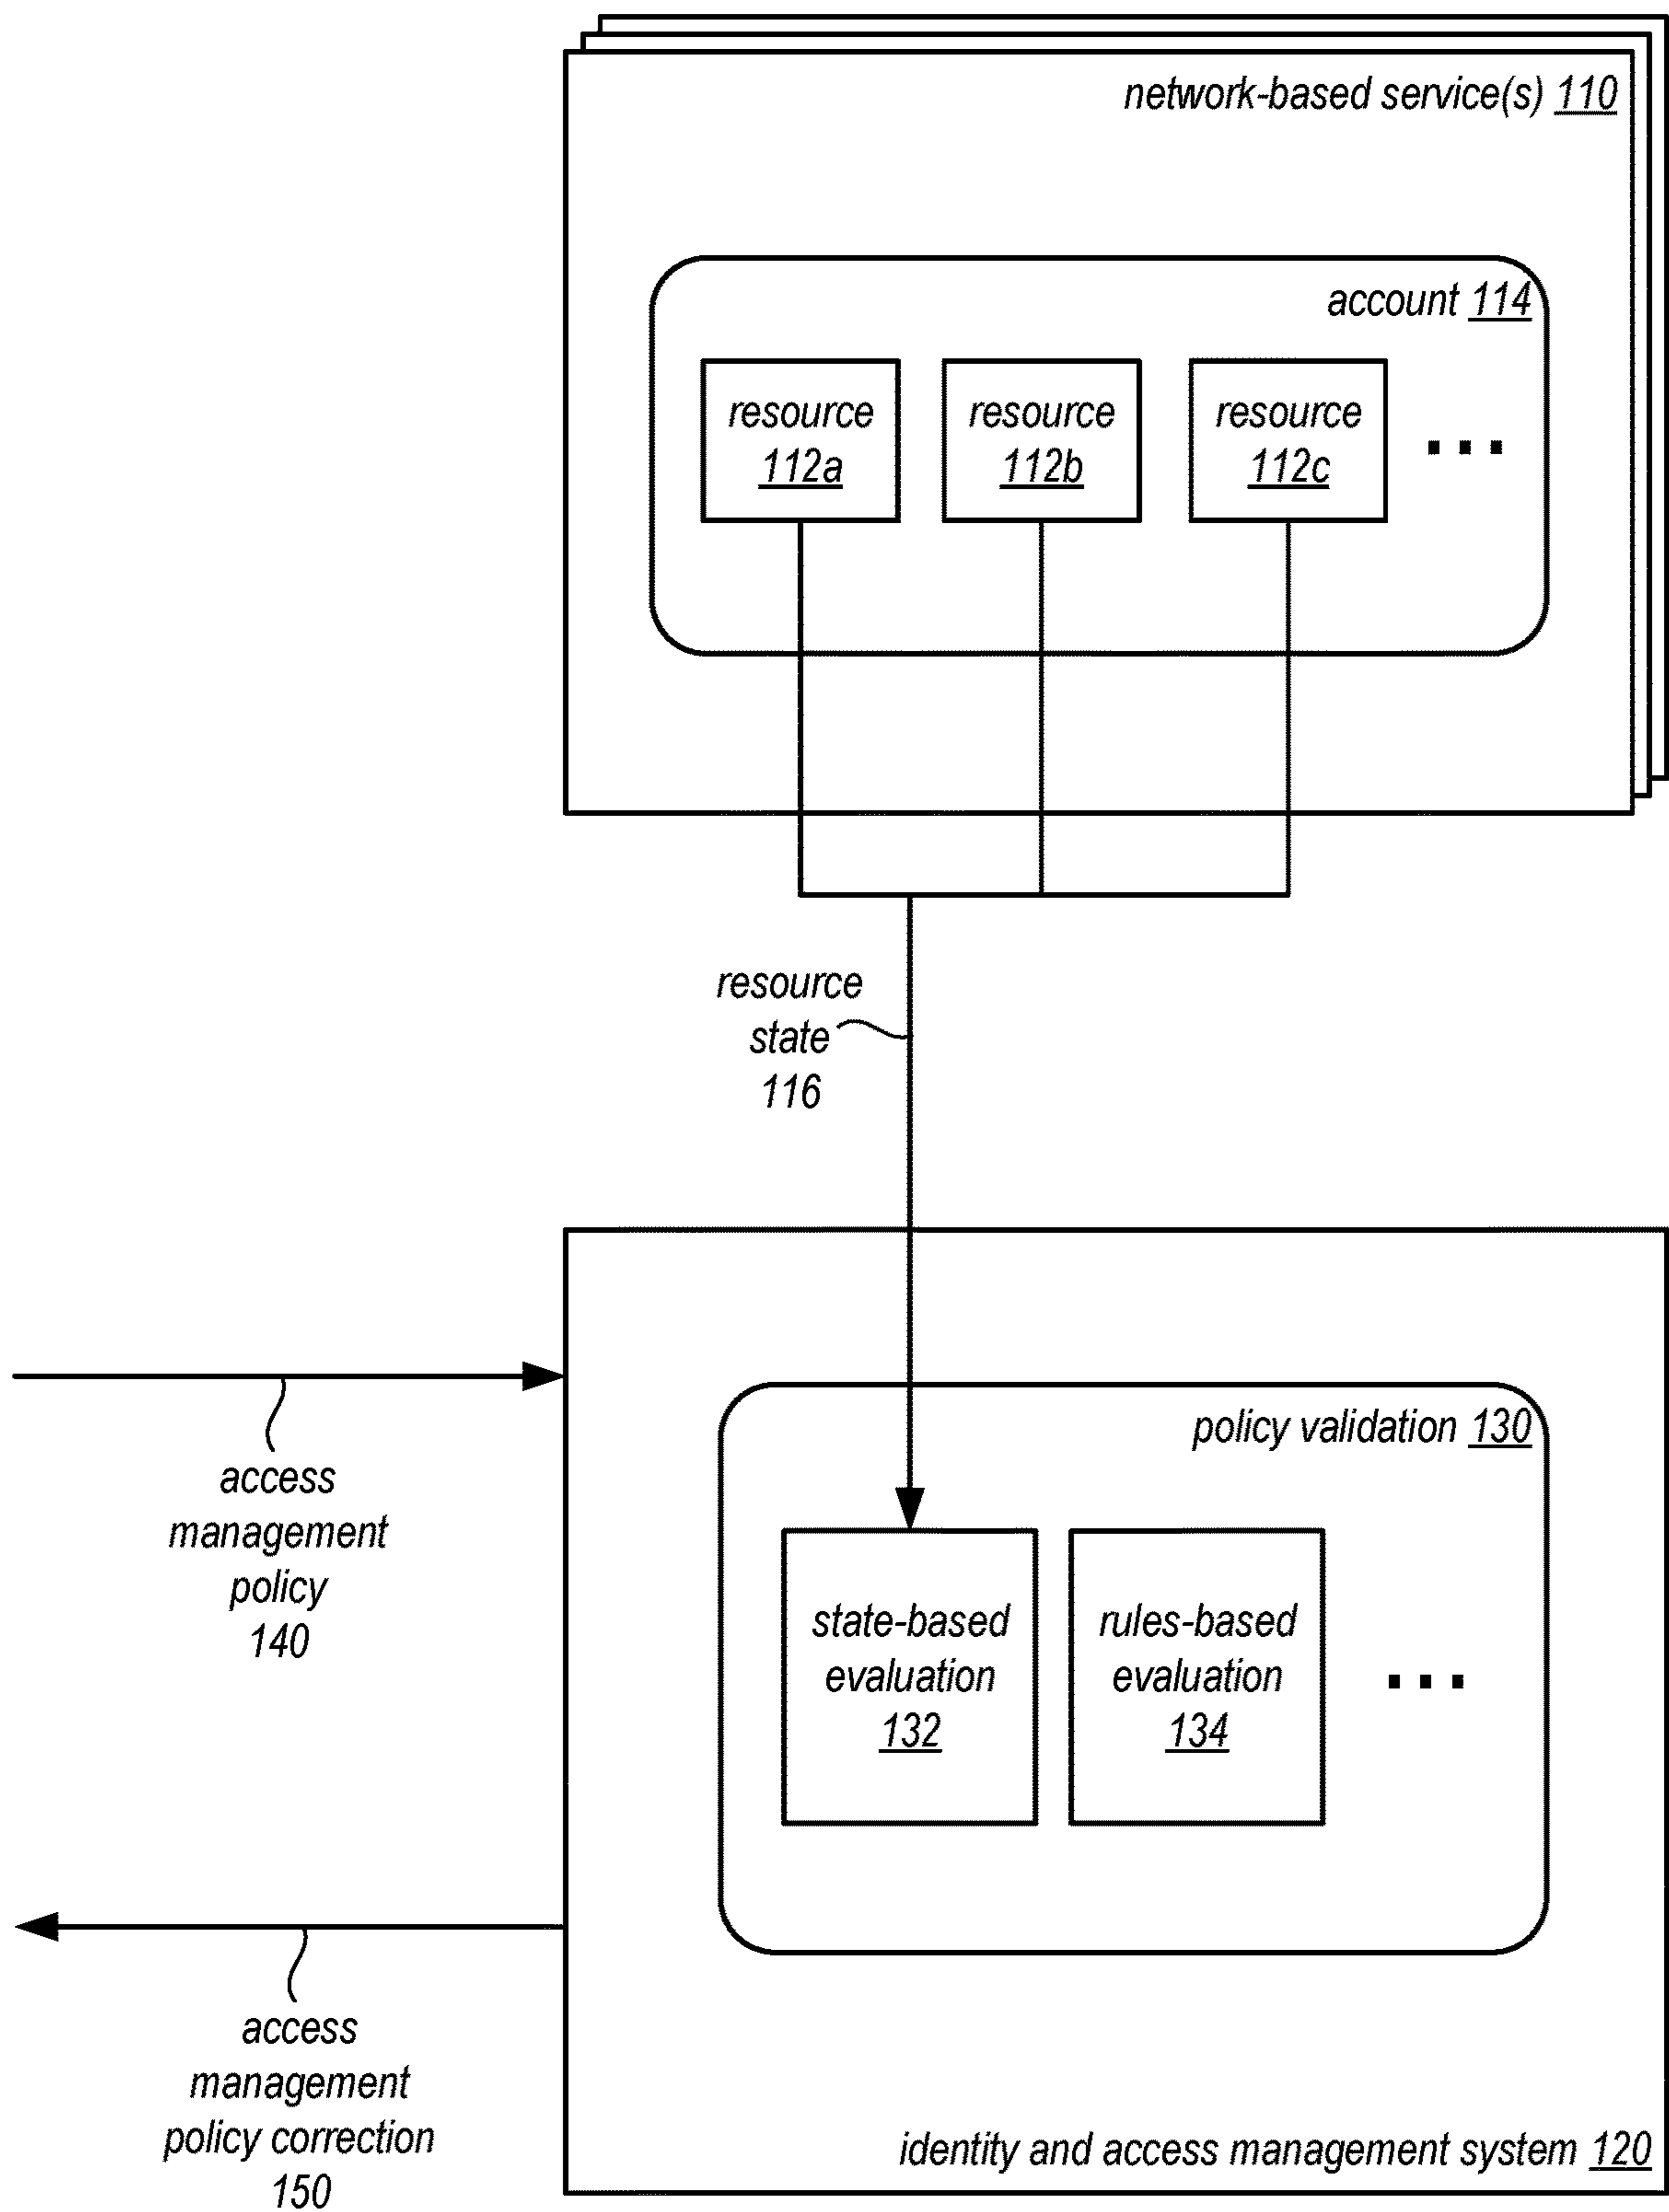 network-based service(s) 110
account 114
resource
112a
resource
112b
resource
112c
...
resource
state
116
access
management
policy
140
policy validation 130
state-based
evaluation
132
rules-based
evaluation
134
...
access
management
policy correction
150
identity and access management system 120